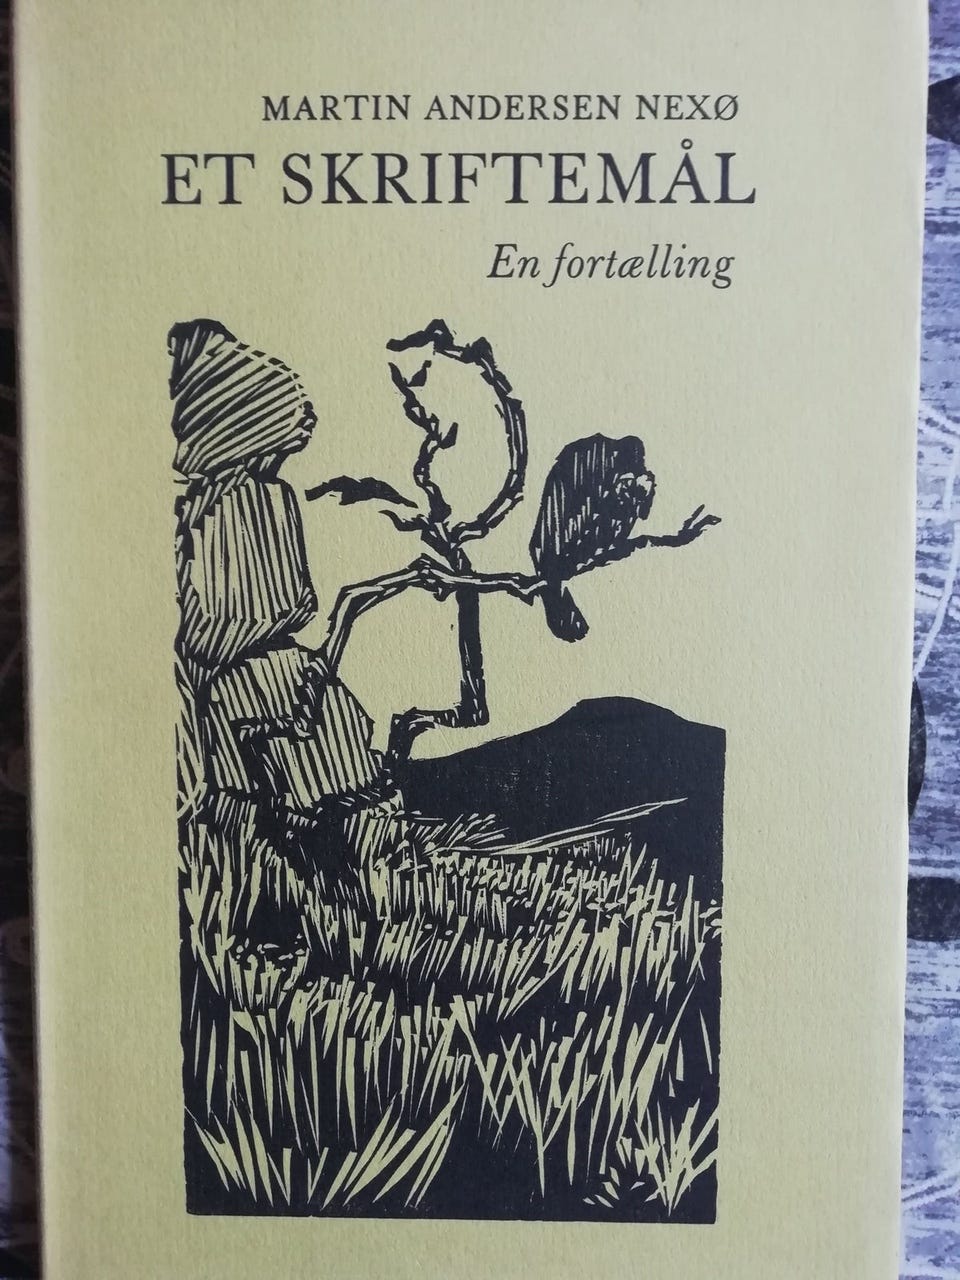 MARTIN ANDERSEN NEXØ
ET SKRIFTEMÅL
En fortælling